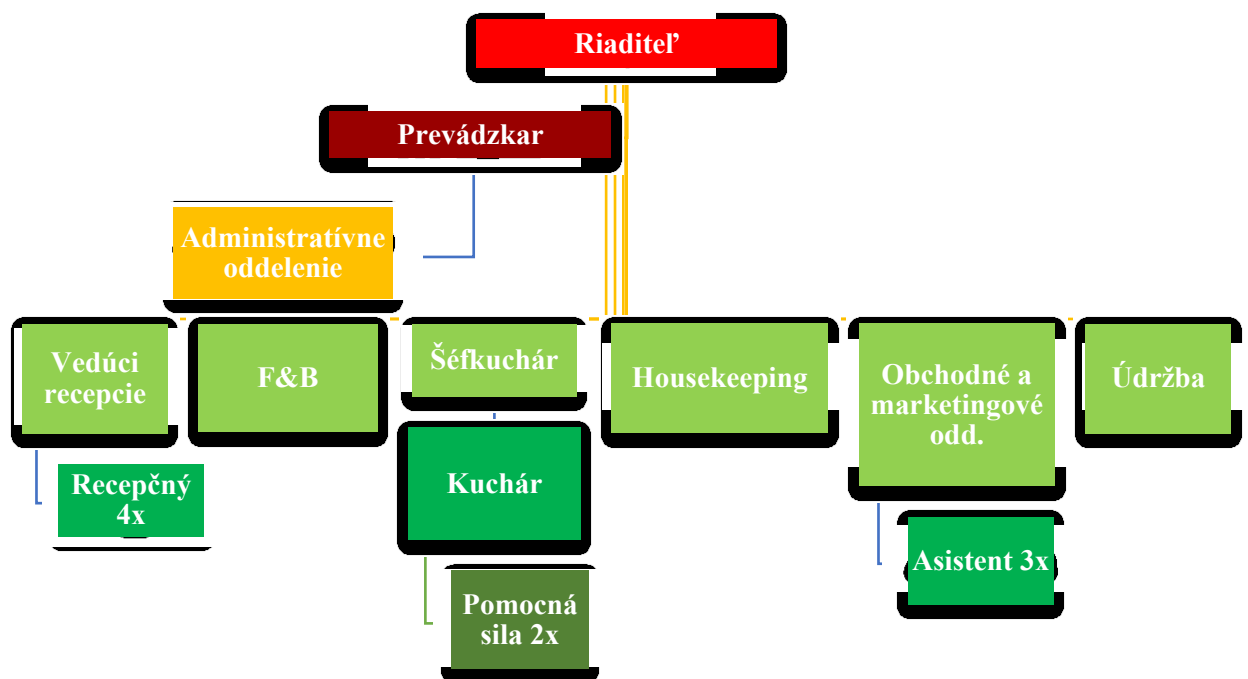 Riaditeľ
Prevádzkar
Administratívne
oddelenie
Vedúci
recepcie
F&B
Šéfkuchár
Housekeeping
Obchodné a
marketingové
odd.
Údržba
Recepčný
4x
Kuchár
Asistent 3x
Pomocná
sila 2x